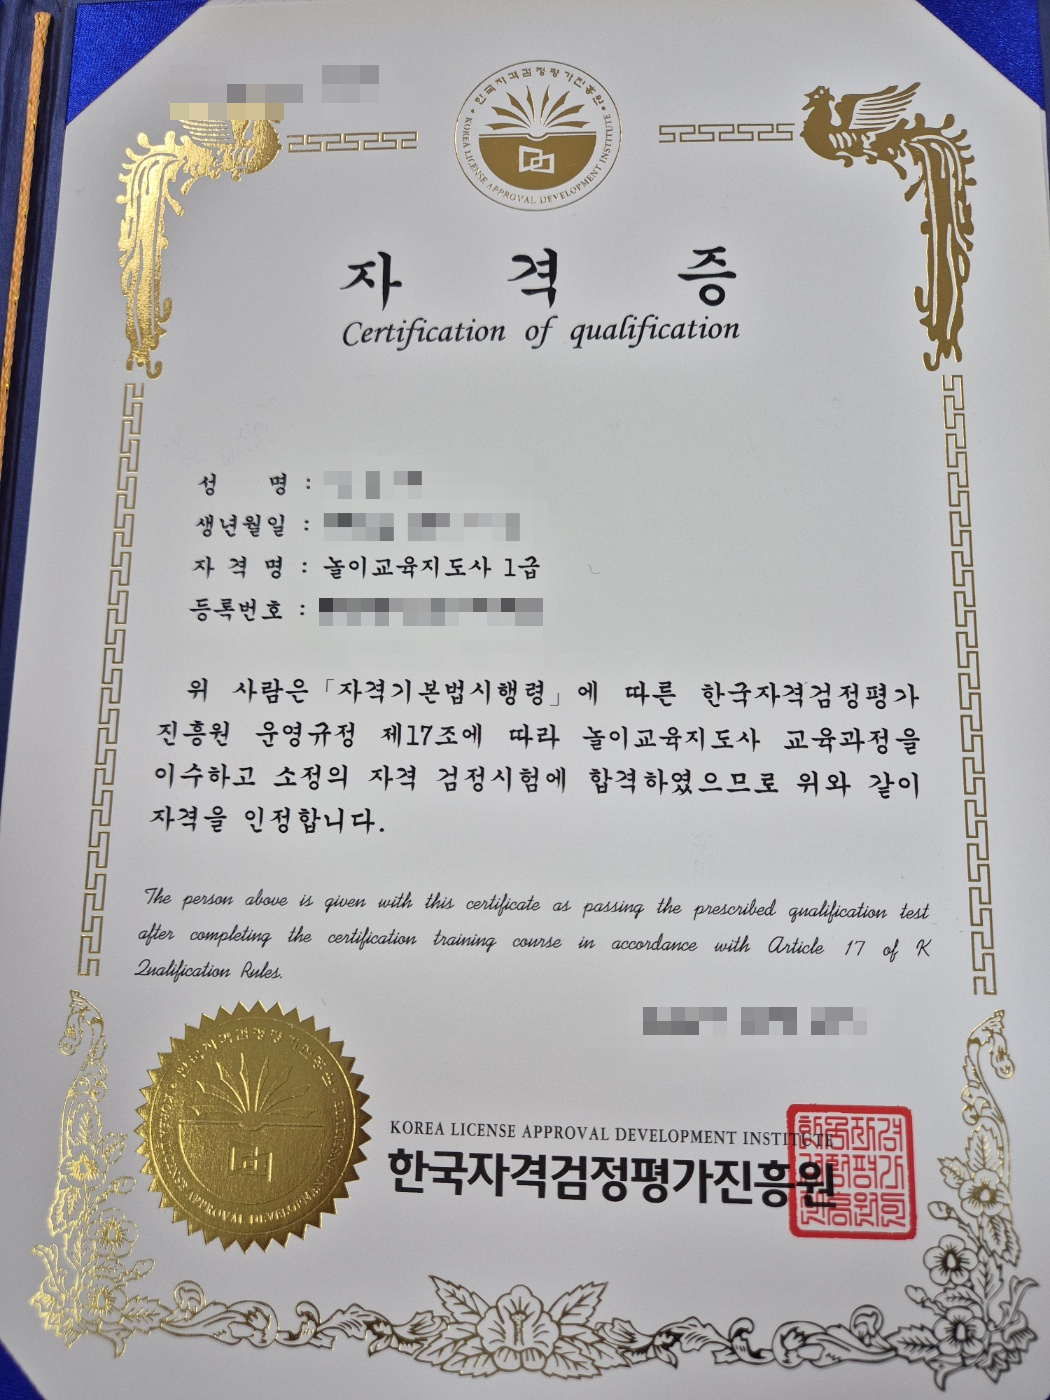 한국자격검정평가진흥원
KOREA LICENSE APPROVAL DEVELOPMENT INSTITUTE
자 격 증
Certification of qualification
성 명 :
생년월일 :
자 격 명 : 놀이교육지도사 1급
등록번호 :
위 사람은 「자격기본법시행령」에 따른 한국자격검정평가
진흥원 운영규정 제17조에 따라 놀이교육지도사 교육과정을
이수하고 소정의 자격 검정시험에 합격하였으므로 위와 같이
자격을 인정합니다.
The person above is given with this certificate as passing the prescribed qualification test
after completing the certification training course in accordance with Article 17 of K
Qualification Rules.
KOREA LICENSE APPROVAL DEVELOPMENT INSTITUTE
한국자격검정평가진흥원